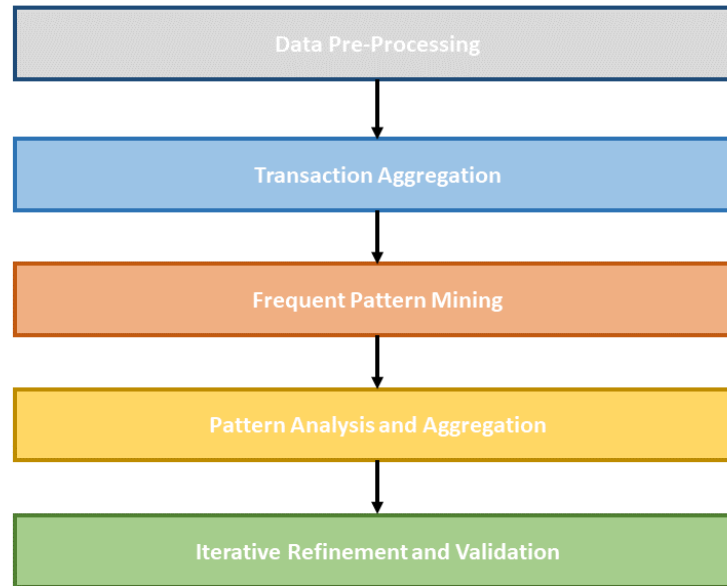 Data Pre-Processing
Transaction Aggregation
Frequent Pattern Mining
Pattern Analysis and Aggregation
Iterative Refinement and Validation